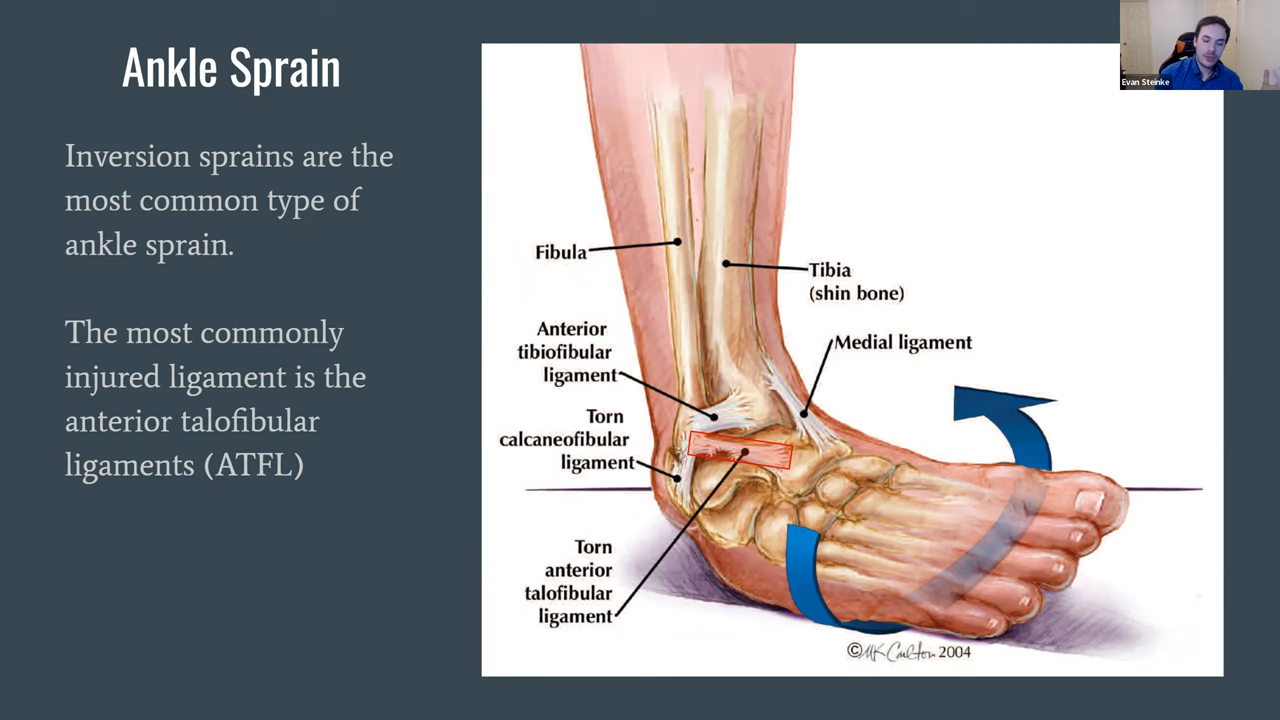 Ankle Sprain
Evan Steinke
Inversion sprains are the
most common type of
ankle sprain.
The most commonly
injured ligament is the
anterior talofibular
ligaments (ATFL)
Fibula
Tibia
(shin bone)
Anterior
tibiofibular
ligament
Medial ligament
Torn
calcaneofibular
ligament
Torn
anterior
talofibular
ligament
©MK Carlton 2004